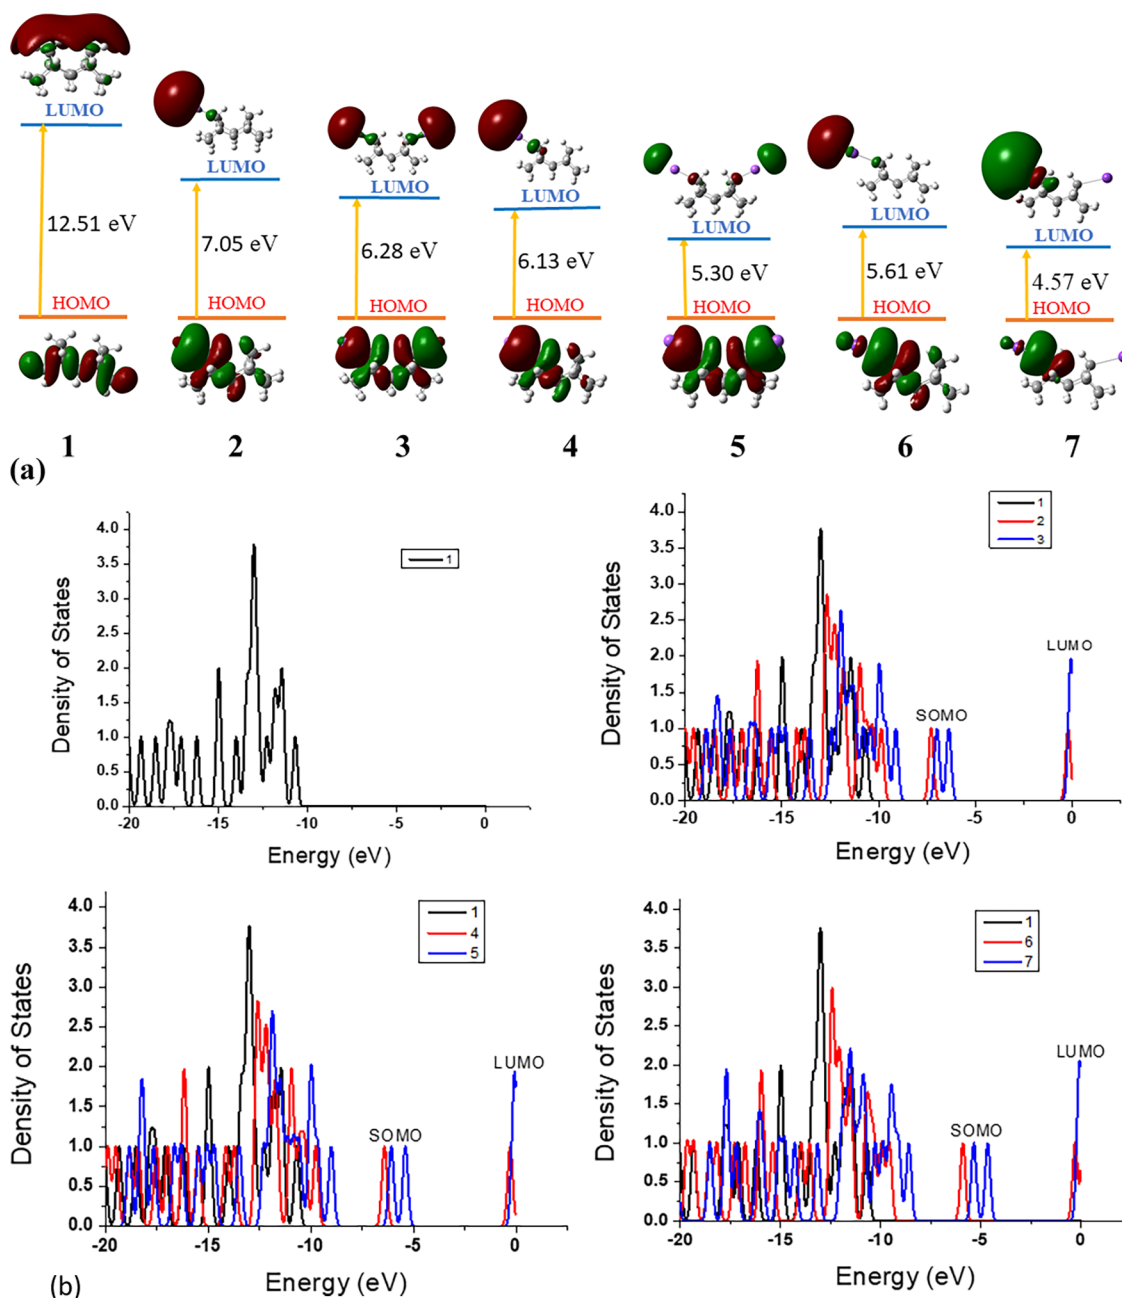 LUMO
12.51 eV
HOMO
1
LUMO
7.05 eV
HOMO
2
LUMO
6.28 eV
HOMO
3
LUMO
6.13 eV
HOMO
4
LUMO
5.30 eV
HOMO
5
LUMO
5.61 eV
HOMO
6
LUMO
4.57 eV
HOMO
7
(a)
Density of States
4.0
3.5
3.0
2.5
2.0
1.5
1.0
0.5
0.0
-20
-15
-10
-5
0
Energy (eV)
1
Density of States
4.0
3.5
3.0
2.5
2.0
1.5
1.0
0.5
0.0
-20
-15
-10
-5
0
Energy (eV)
1
2
3
SOMO
LUMO
Density of States
4.0
3.5
3.0
2.5
2.0
1.5
1.0
0.5
0.0
-20
-15
-10
-5
0
Energy (eV)
1
4
5
SOMO
LUMO
Density of States
4.0
3.5
3.0
2.5
2.0
1.5
1.0
0.5
0.0
-20
-15
-10
-5
0
Energy (eV)
1
6
7
SOMO
LUMO
(b)